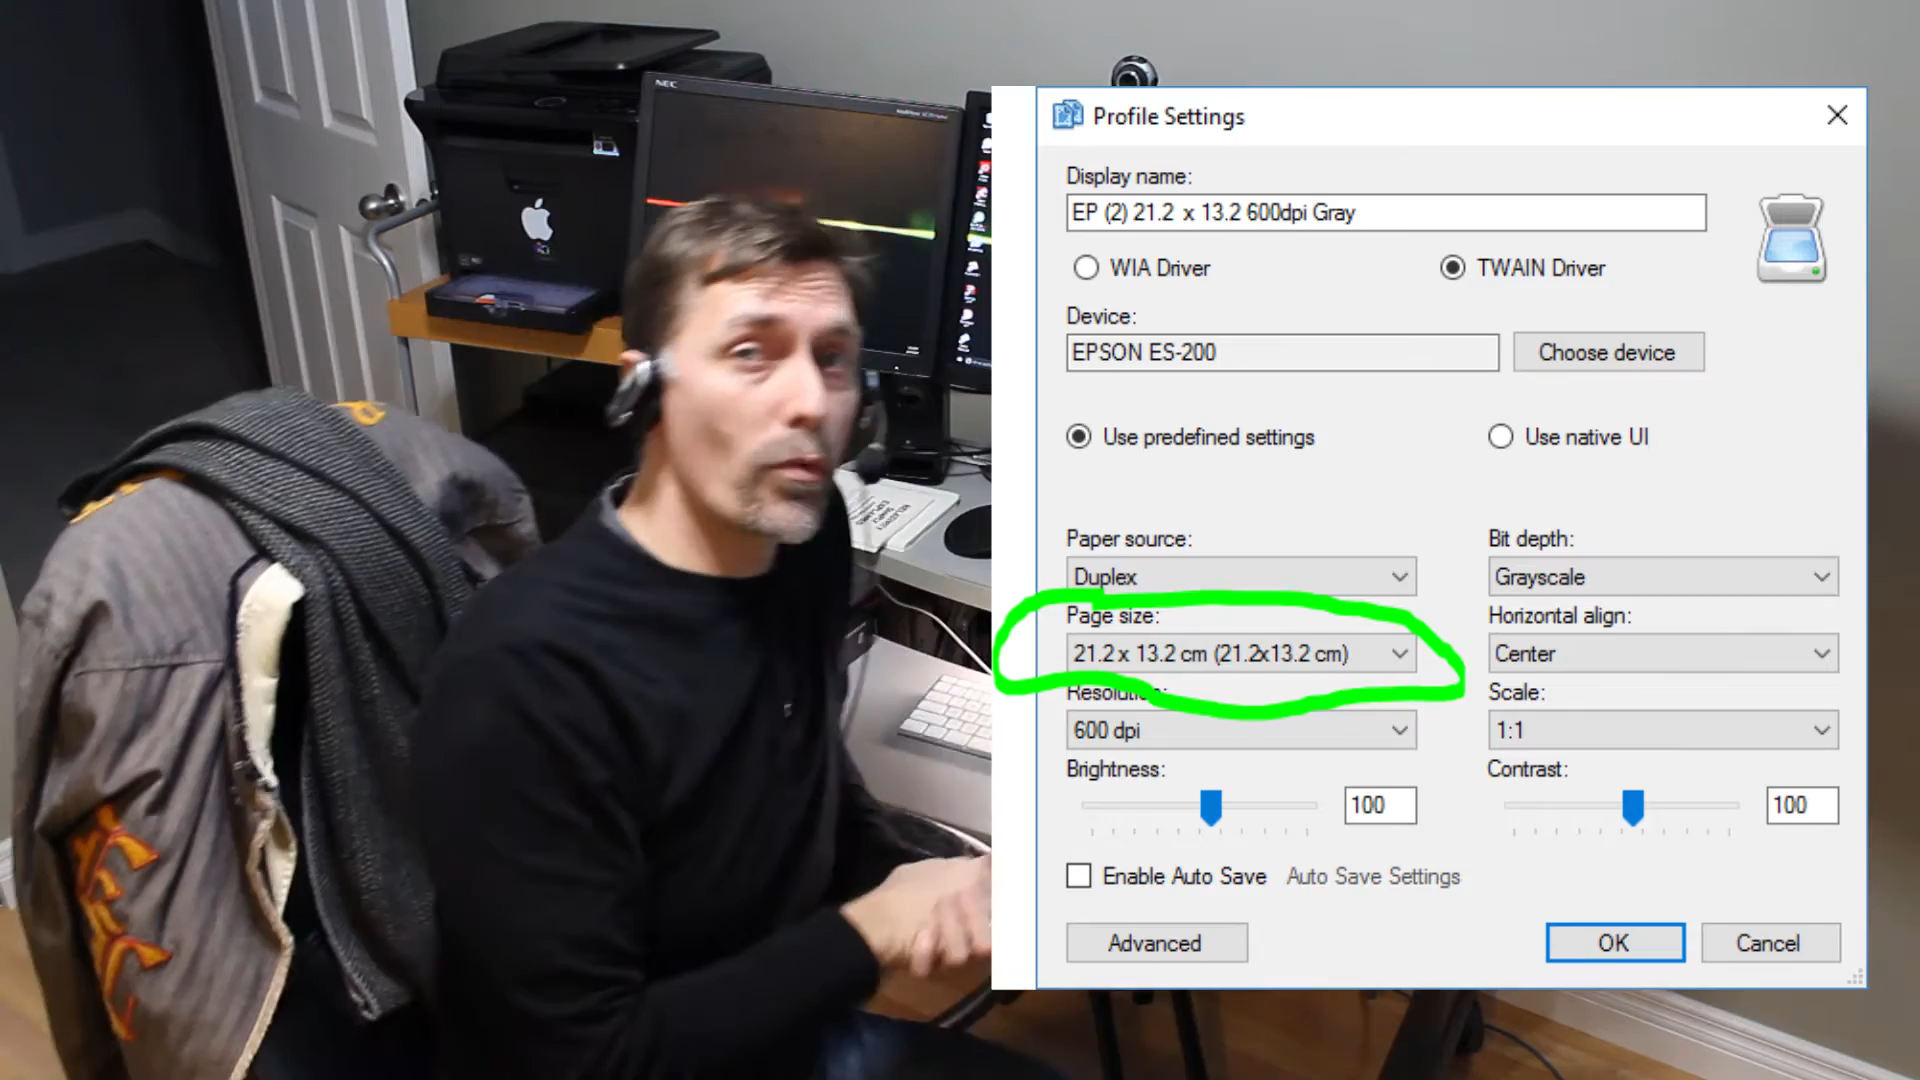 NEC
Profile Settings
Display name:
EP (2) 21.2 x 13.2 600dpi Gray
WIA Driver
TWAIN Driver
Device:
EPSON ES-200
Choose device
Use predefined settings
Use native UI
Paper source:
Bit depth:
Duplex
Grayscale
Page size:
Horizontal align:
21.2 x 13.2 cm (21.2x13.2 cm)
Center
Resolution:
Scale:
600 dpi
1:1
Brightness:
Contrast:
100
100
Enable Auto Save
Auto Save Settings
Advanced
OK
Cancel